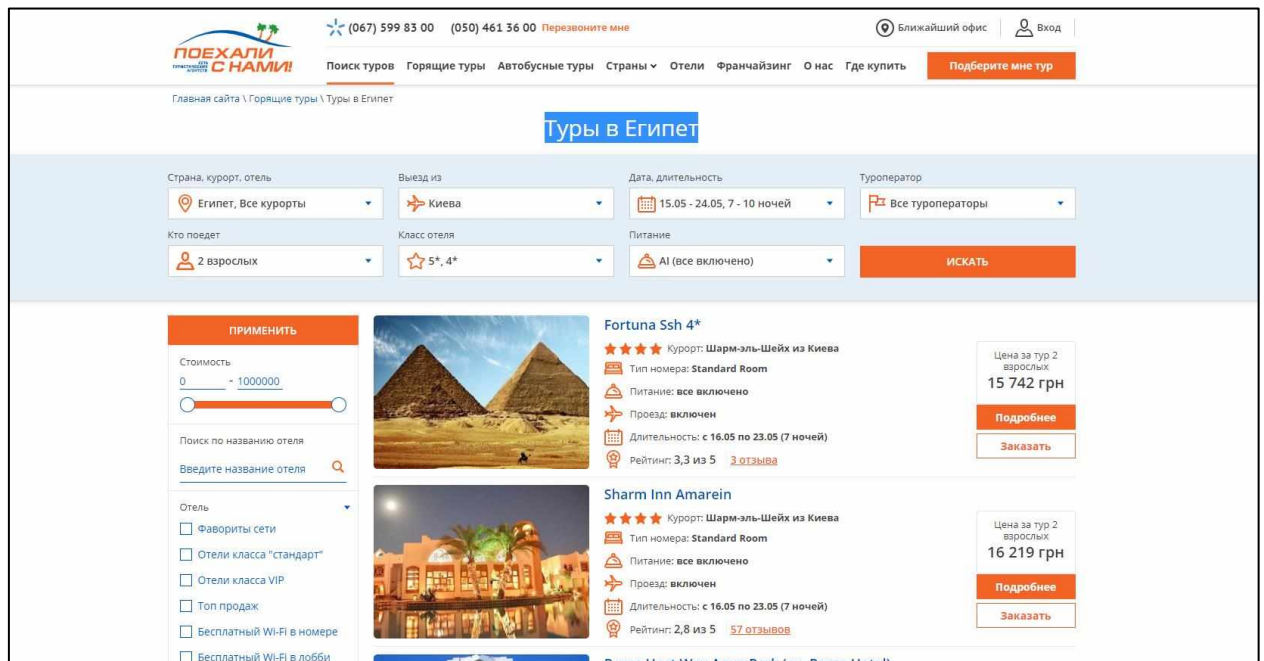 (067) 599 83 00 (050) 461 36 00 Перезвоните мне
Ближайший офис
Вход
ПОЕХАЛИ
С НАМИ!
СЕТЬ
ТУРИСТИЧЕСКИХ
АГЕНТСТВ
Поиск туров Горящие туры Автобусные туры Страны Отели Франчайзинг О нас Где купить
Подберите мне тур
Главная сайта \ Горящие туры \ Туры в Египет
Туры в Египет
Страна, курорт, отель
Египет, Все курорты
Выезд из
Киева
Дата, длительность
15.05 - 24.05, 7 - 10 ночей
Туроператор
Все туроператоры
Кто поедет
2 взрослых
Класс отеля
5*, 4*
Питание
AI (все включено)
ИСКАТЬ
ПРИМЕНИТЬ
Стоимость
0 - 1000000
Поиск по названию отеля
Введите название отеля
Отель
Фавориты сети
Отели класса "стандарт"
Отели класса VIP
Топ продаж
Бесплатный Wi-Fi в номере
Бесплатный Wi-Fi в лобби
Fortuna Ssh 4*
Курорт: Шарм-эль-Шейх из Киева
Тип номера: Standard Room
Питание: все включено
Проезд: включен
Длительность: с 16.05 по 23.05 (7 ночей)
Рейтинг: 3,3 из 5 3 отзыва
Цена за тур 2
взрослых
15 742 грн
Подробнее
Заказать
Sharm Inn Amarein
Курорт: Шарм-эль-Шейх из Киева
Тип номера: Standard Room
Питание: все включено
Проезд: включен
Длительность: с 16.05 по 23.05 (7 ночей)
Рейтинг: 2,8 из 5 57 отзывов
Цена за тур 2
взрослых
16 219 грн
Подробнее
Заказать